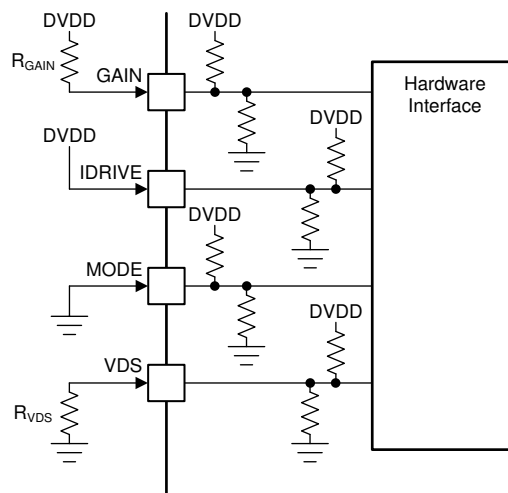 DVDD
DVDD
R_GAIN
GAIN
Hardware
Interface
DVDD
DVDD
IDRIVE
DVDD
MODE
DVDD
VDS
R_VDS